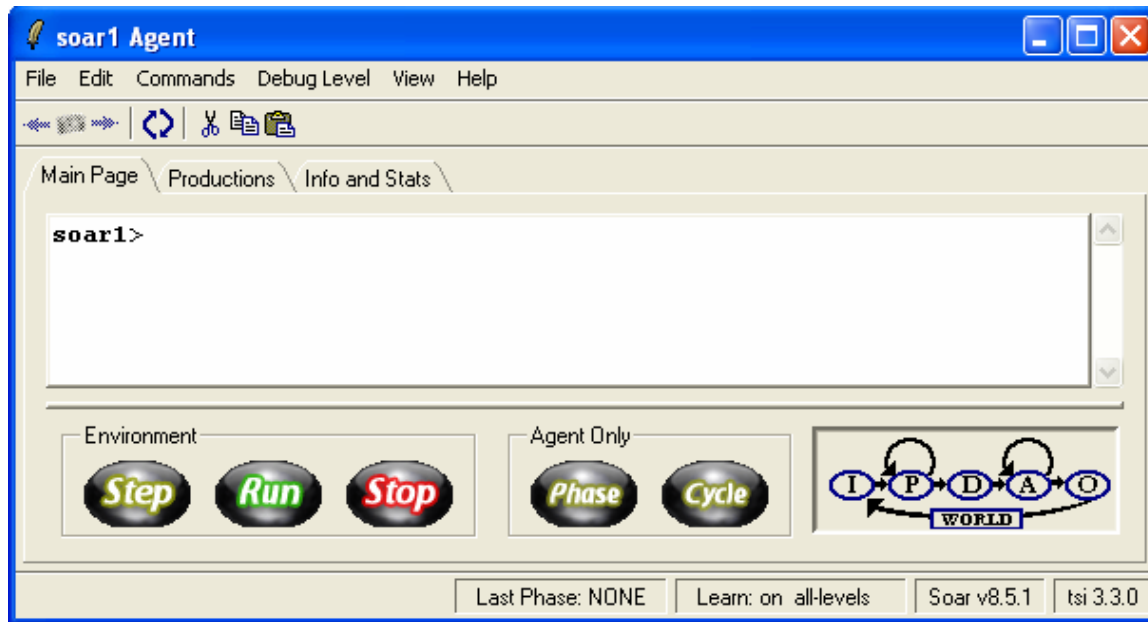 soar1 Agent
File Edit Commands Debug Level View Help
Main Page Productions Info and Stats
soar1>
Environment Agent Only
Step Run Stop Phase Cycle I P D A O
WORLD
Last Phase: NONE Learn: on all-levels Soar v8.5.1 tsi 3.3.0